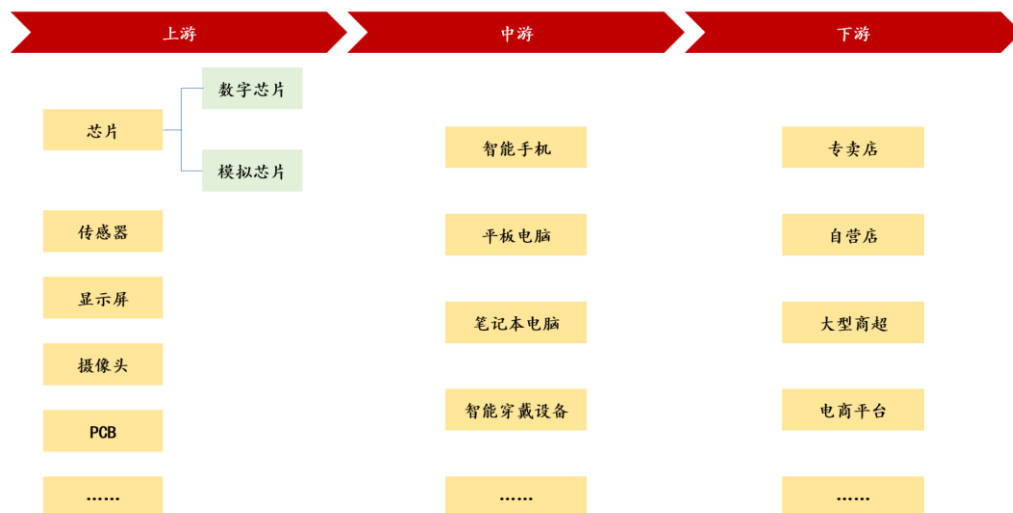 上游
中游
下游
芯片
数字芯片
模拟芯片
传感器
显示屏
摄像头
PCB
……
智能手机
平板电脑
笔记本电脑
智能穿戴设备
……
专卖店
自营店
大型商超
电商平台
……